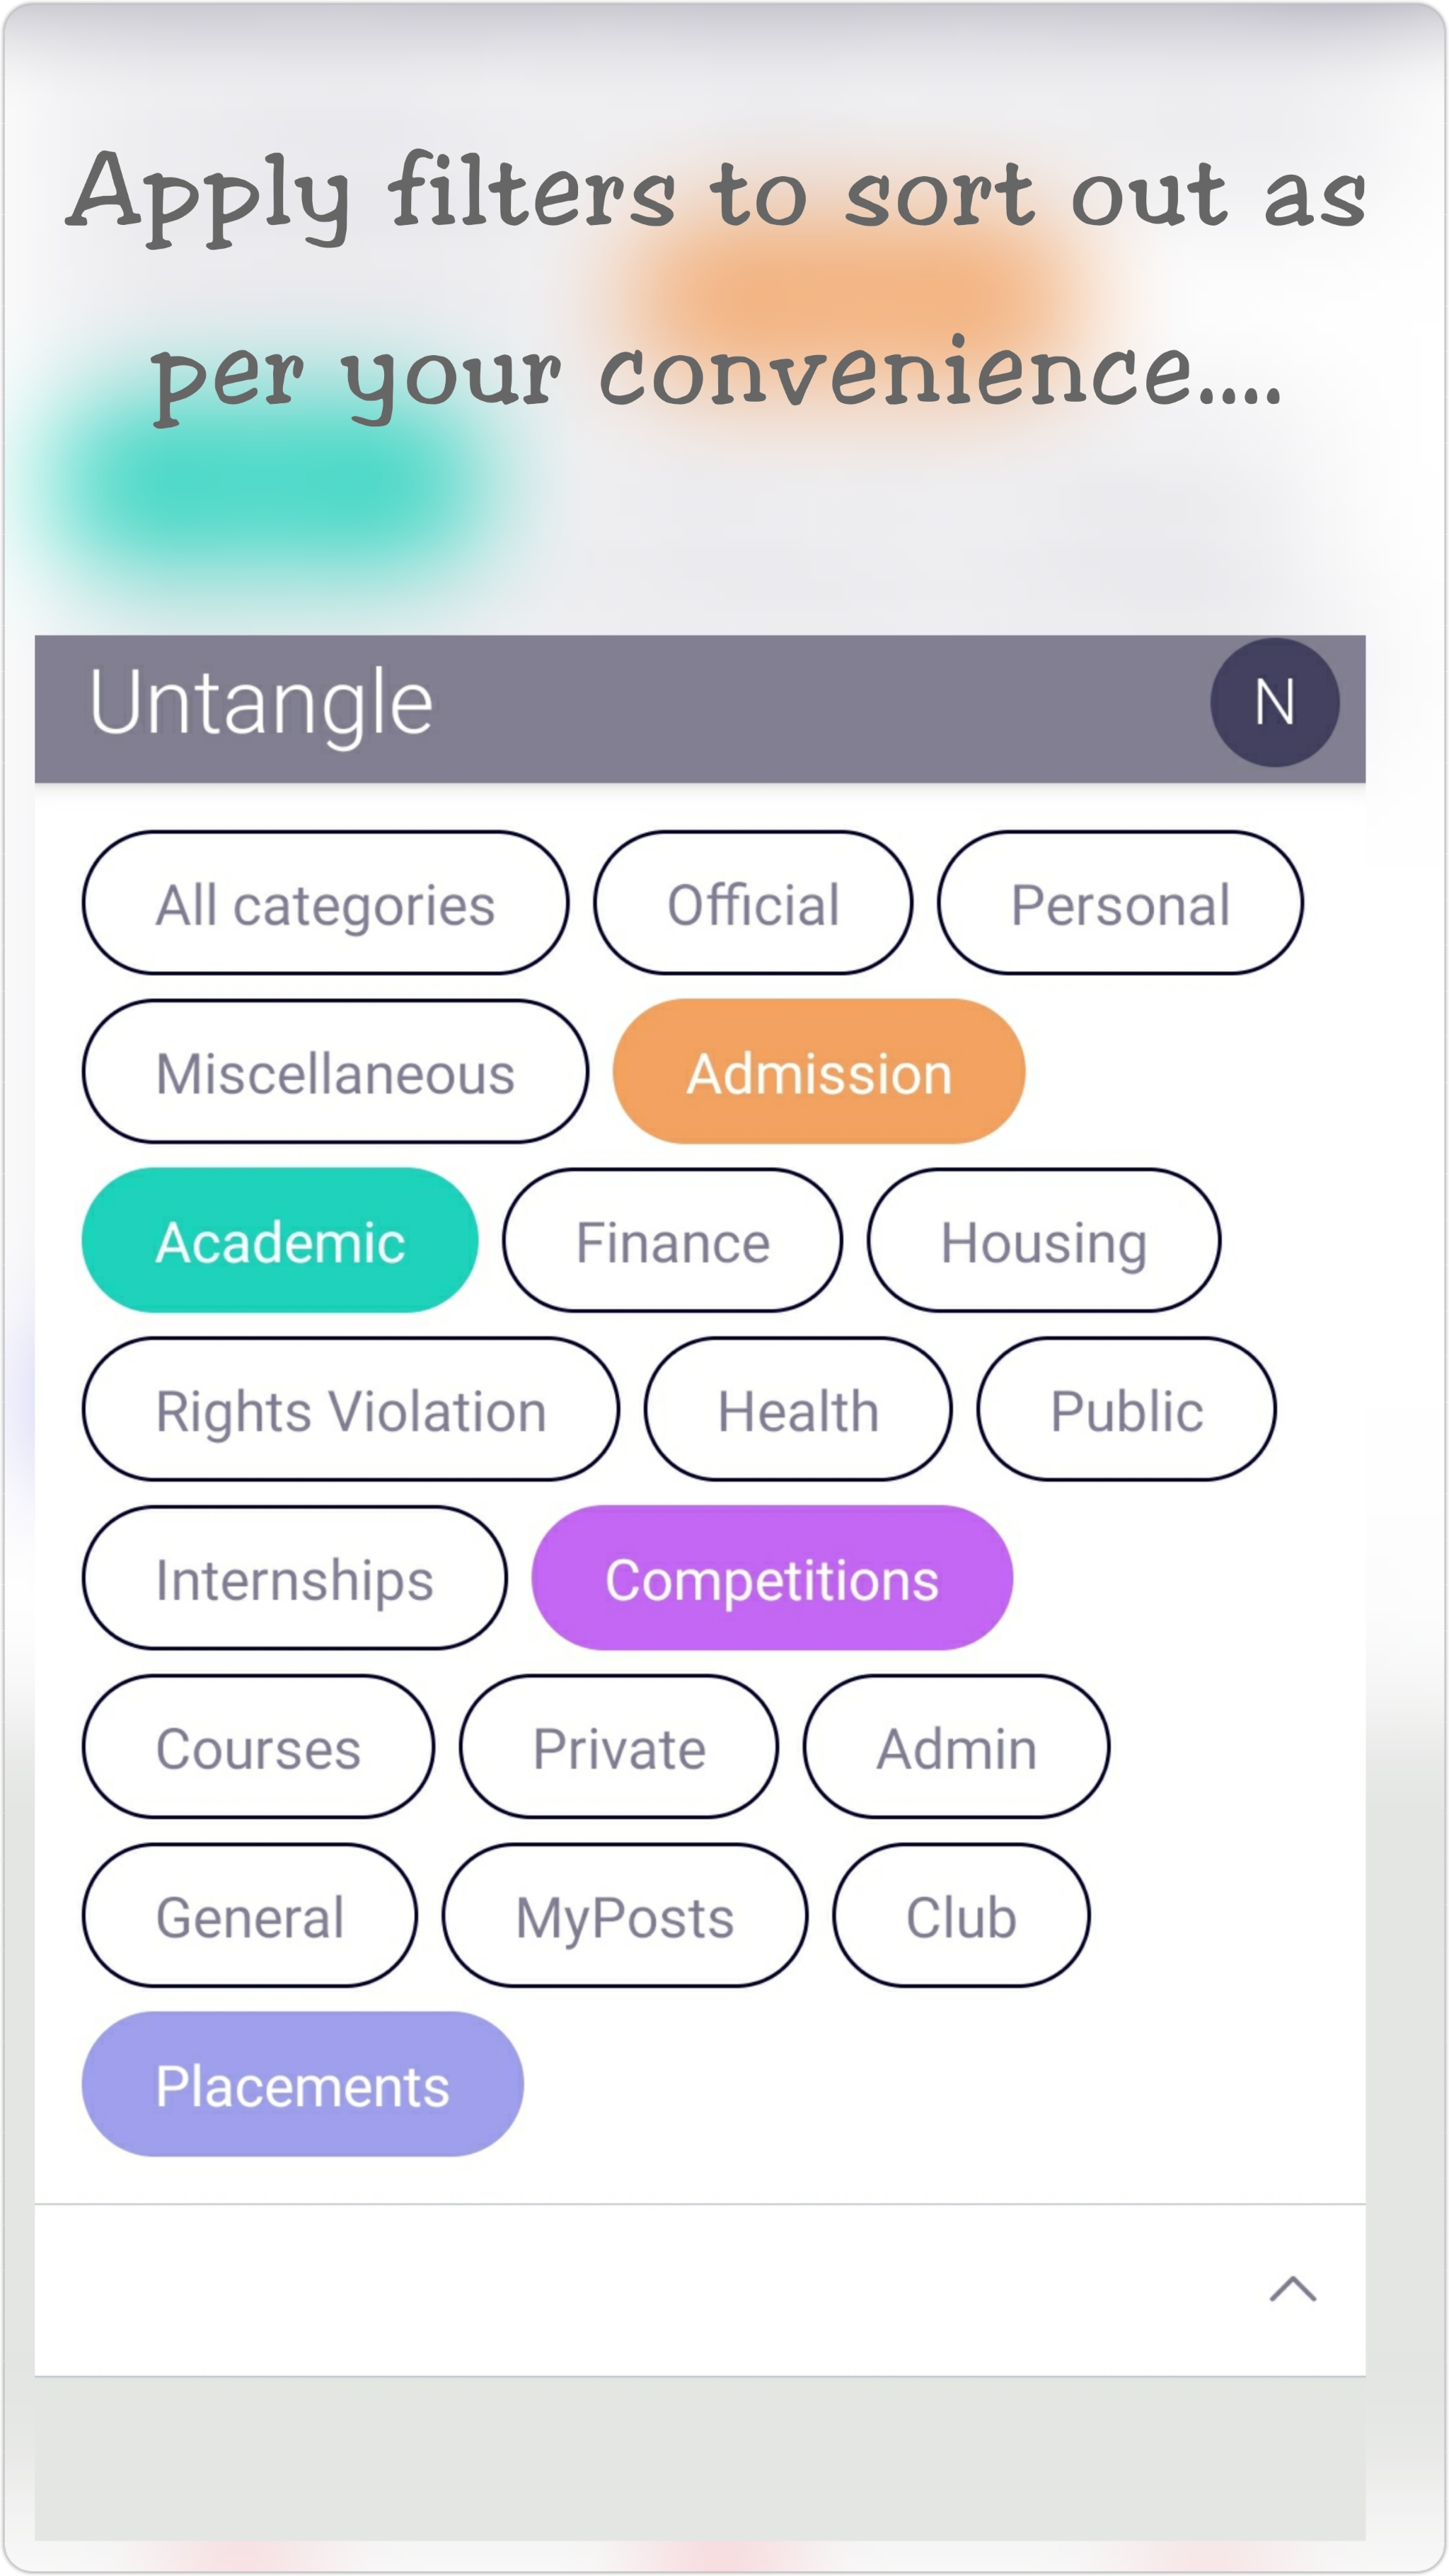 Apply filters to sort out as
per your convenience....
Untangle N
All categories Official Personal
Miscellaneous Admission
Academic Finance Housing
Rights Violation Health Public
Internships Competitions
Courses Private Admin
General MyPosts Club
Placements